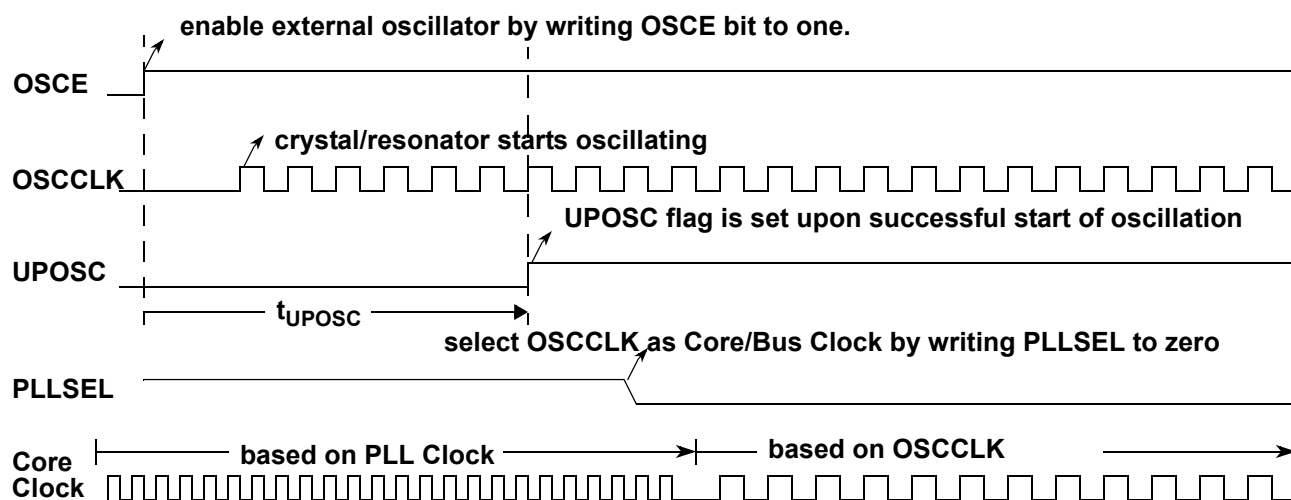 enable external oscillator by writing OSCE bit to one.
OSCE
crystal/resonator starts oscillating
OSCCLK
UPOSC flag is set upon successful start of oscillation
UPOSC
tUPOSC
select OSCCLK as Core/Bus Clock by writing PLLSEL to zero
PLLSEL
Core
Clock
based on PLL Clock
based on OSCCLK